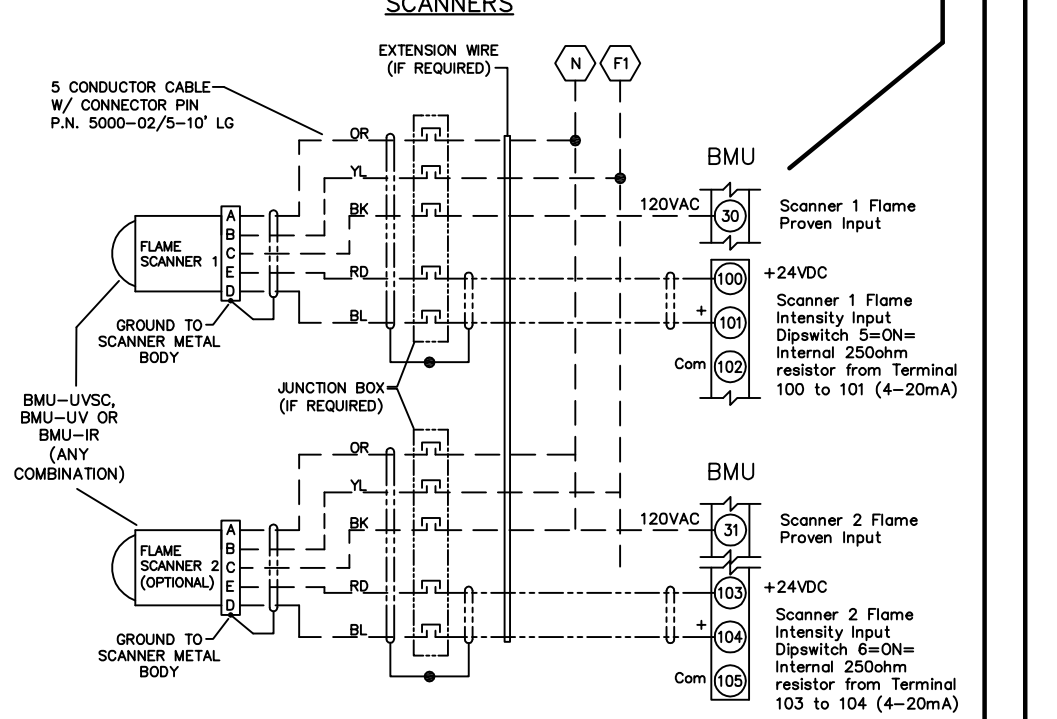 SCANNERS
EXTENSION WIRE
(IF REQUIRED)
N
F1
5 CONDUCTOR CABLE
W/ CONNECTOR PIN
P.N. 5000-02/5-10' LG
OR
YL
BK
RD
BL
BMU
120VAC
30
Scanner 1 Flame
Proven Input
A
B
C
E
D
FLAME
SCANNER 1
GROUND TO
SCANNER METAL
BODY
100
+24VDC
+
101
Com
102
Scanner 1 Flame
Intensity Input
Dipswitch 5=ON=
Internal 250ohm
resistor from Terminal
100 to 101 (4-20mA)
JUNCTION BOX
(IF REQUIRED)
BMU-UVSC,
BMU-UV OR
BMU-IR
(ANY
COMBINATION)
OR
YL
BK
RD
BL
BMU
120VAC
31
Scanner 2 Flame
Proven Input
A
B
C
E
D
FLAME
SCANNER 2
(OPTIONAL)
GROUND TO
SCANNER METAL
BODY
103
+24VDC
+
104
Com
105
Scanner 2 Flame
Intensity Input
Dipswitch 6=ON=
Internal 250ohm
resistor from Terminal
103 to 104 (4-20mA)